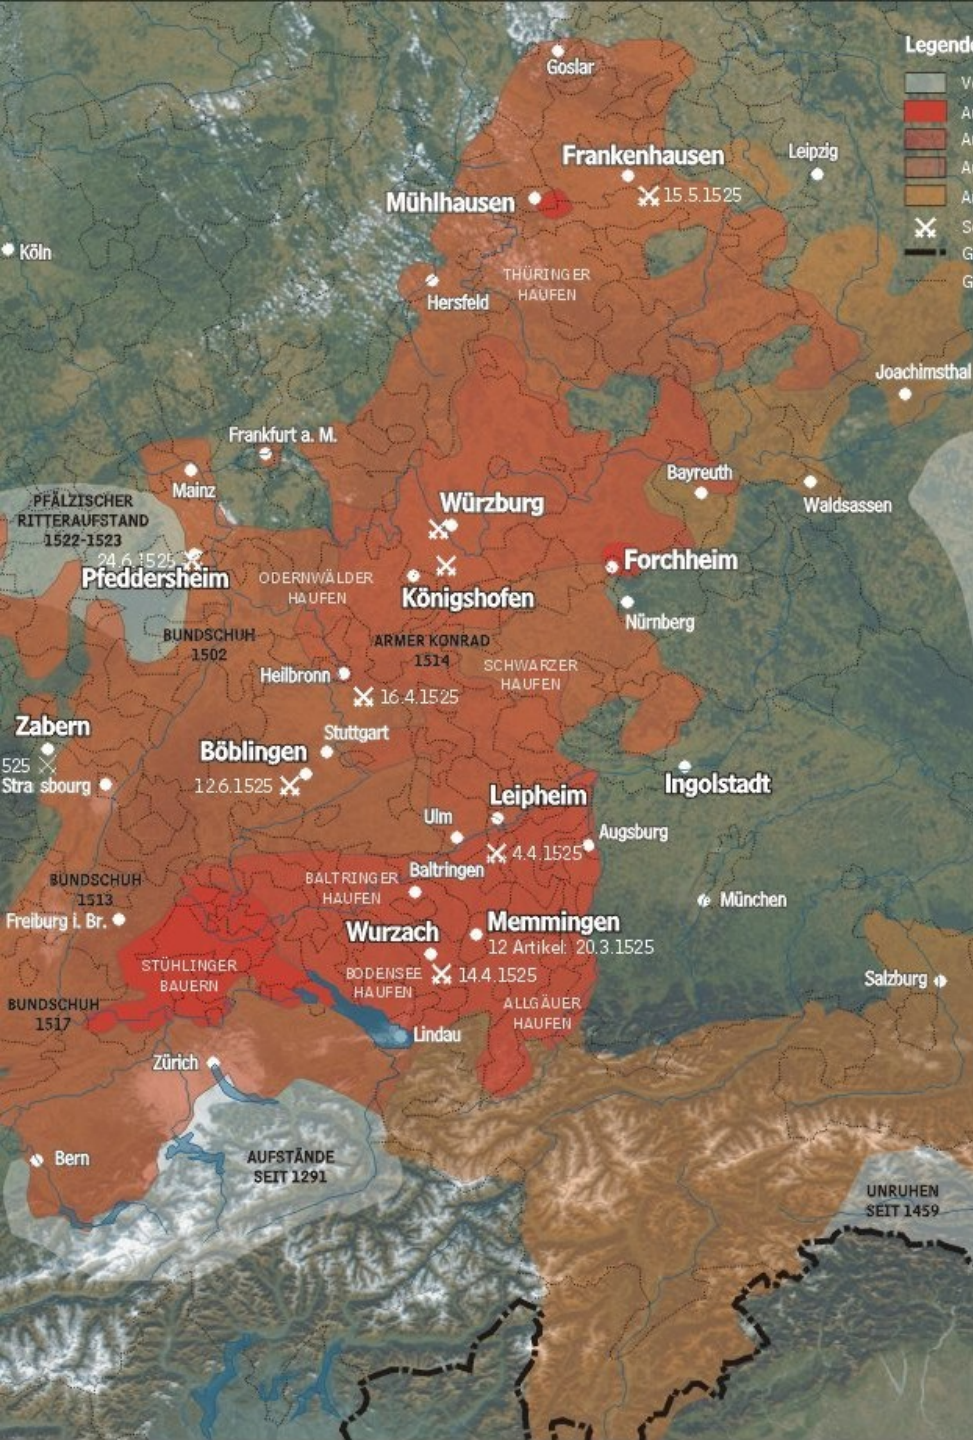 Legende
Goslar
Frankenhausen
15.5.1525
Leipzig
Mühlhausen
Köln
THÜRINGER
HAUFEN
Hersfeld
Joachimsthal
Frankfurt a. M.
Mainz
Bayreuth
Waldsassen
PFÄLZISCHER
RITTERAUFSTAND
1522-1523
Würzburg
24.6.1525
Pfeddersheim
ODERNWÄLDER
HAUFEN
Königshofen
Forchheim
Nürnberg
BUNDSCHUH
1502
ARMER KONRAD
1514
SCHWARZER
HAUFEN
Heilbronn
16.4.1525
Zabern
525
Strasbourg
Stuttgart
Böblingen
12.6.1525
Ingolstadt
Leipheim
Ulm
4.4.1525
Augsburg
Baltringen
BALTRINGER
HAUFEN
BUNDSCHUH
1513
Freiburg i. Br.
München
Memmingen
12 Artikel: 20.3.1525
Wurzach
14.4.1525
BODENSEE
HAUFEN
STÜHLINGER
BAUERN
ALLGÄUER
HAUFEN
Salzburg
BUNDSCHUH
1517
Lindau
Zürich
Bern
AUFSTÄNDE
SEIT 1291
UNRUHEN
SEIT 1459